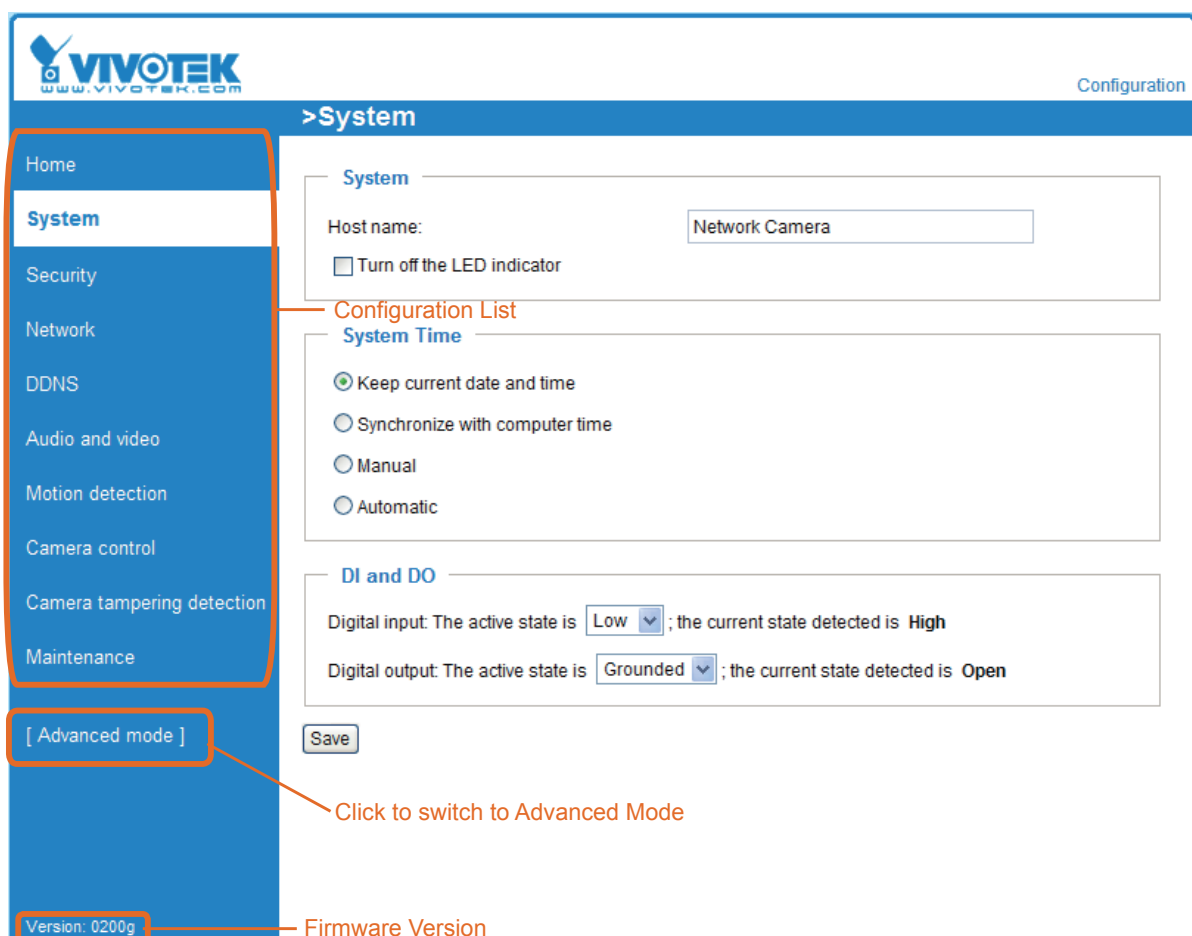 VIVOTEK
www.vivotek.com
Configuration
>System
Home
System
Security
Network
DDNS
Audio and video
Motion detection
Camera control
Camera tampering detection
Maintenance
[ Advanced mode ]
Version: 0200g
System
Host name: Network Camera
Turn off the LED indicator
Configuration List
System Time
Keep current date and time
Synchronize with computer time
Manual
Automatic
DI and DO
Digital input: The active state is Low ; the current state detected is High
Digital output: The active state is Grounded ; the current state detected is Open
Save
Click to switch to Advanced Mode
Firmware Version